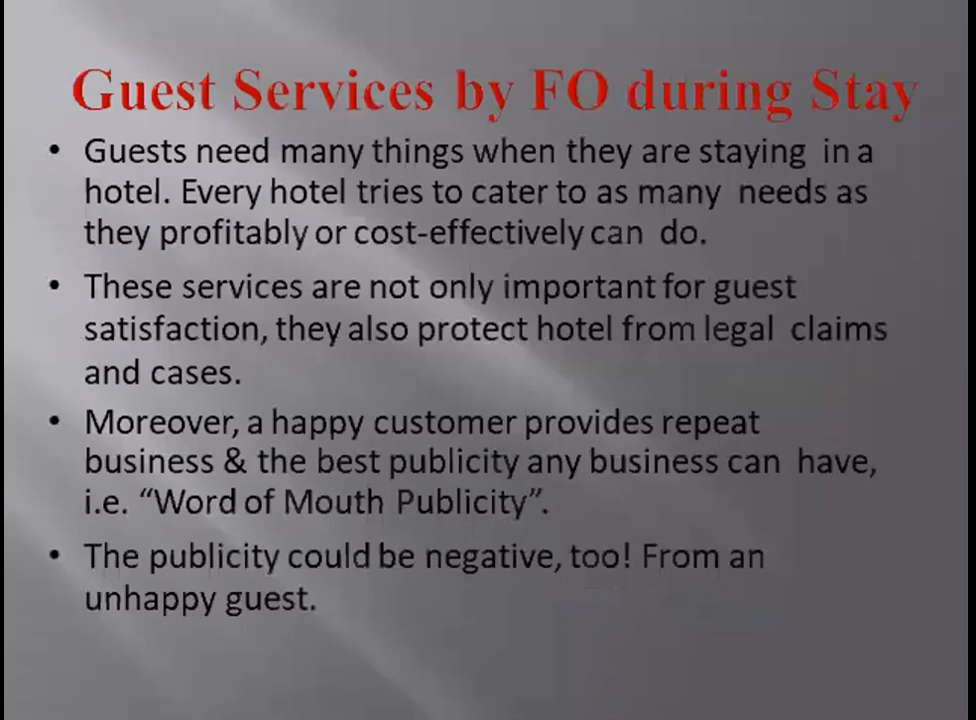 Guest Services by FO during Stay
• Guests need many things when they are staying in a
hotel. Every hotel tries to cater to as many needs as
they profitably or cost-effectively can do.
• These services are not only important for guest
satisfaction, they also protect hotel from legal claims
and cases.
• Moreover, a happy customer provides repeat
business & the best publicity any business can have,
i.e. “Word of Mouth Publicity”.
• The publicity could be negative, too! From an
unhappy guest.